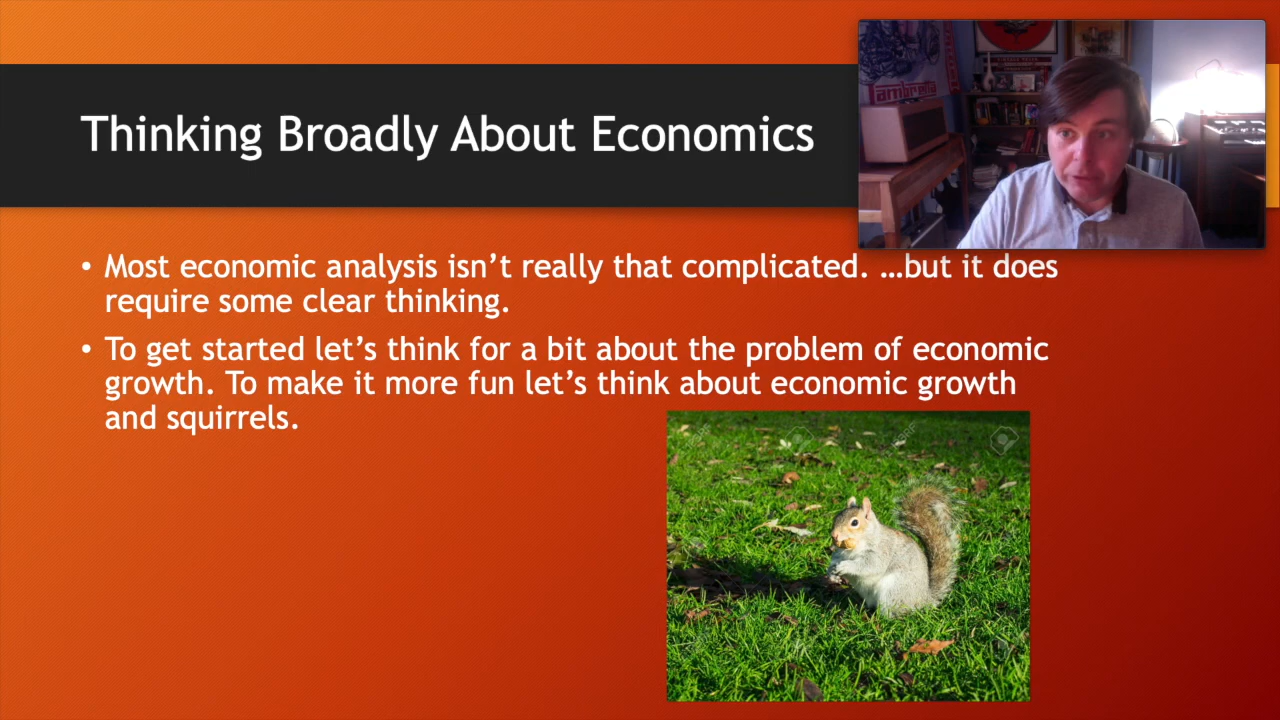 Thinking Broadly About Economics
Lambretta
• Most economic analysis isn’t really that complicated. …but it does
require some clear thinking.
• To get started let’s think for a bit about the problem of economic
growth. To make it more fun let’s think about economic growth
and squirrels.